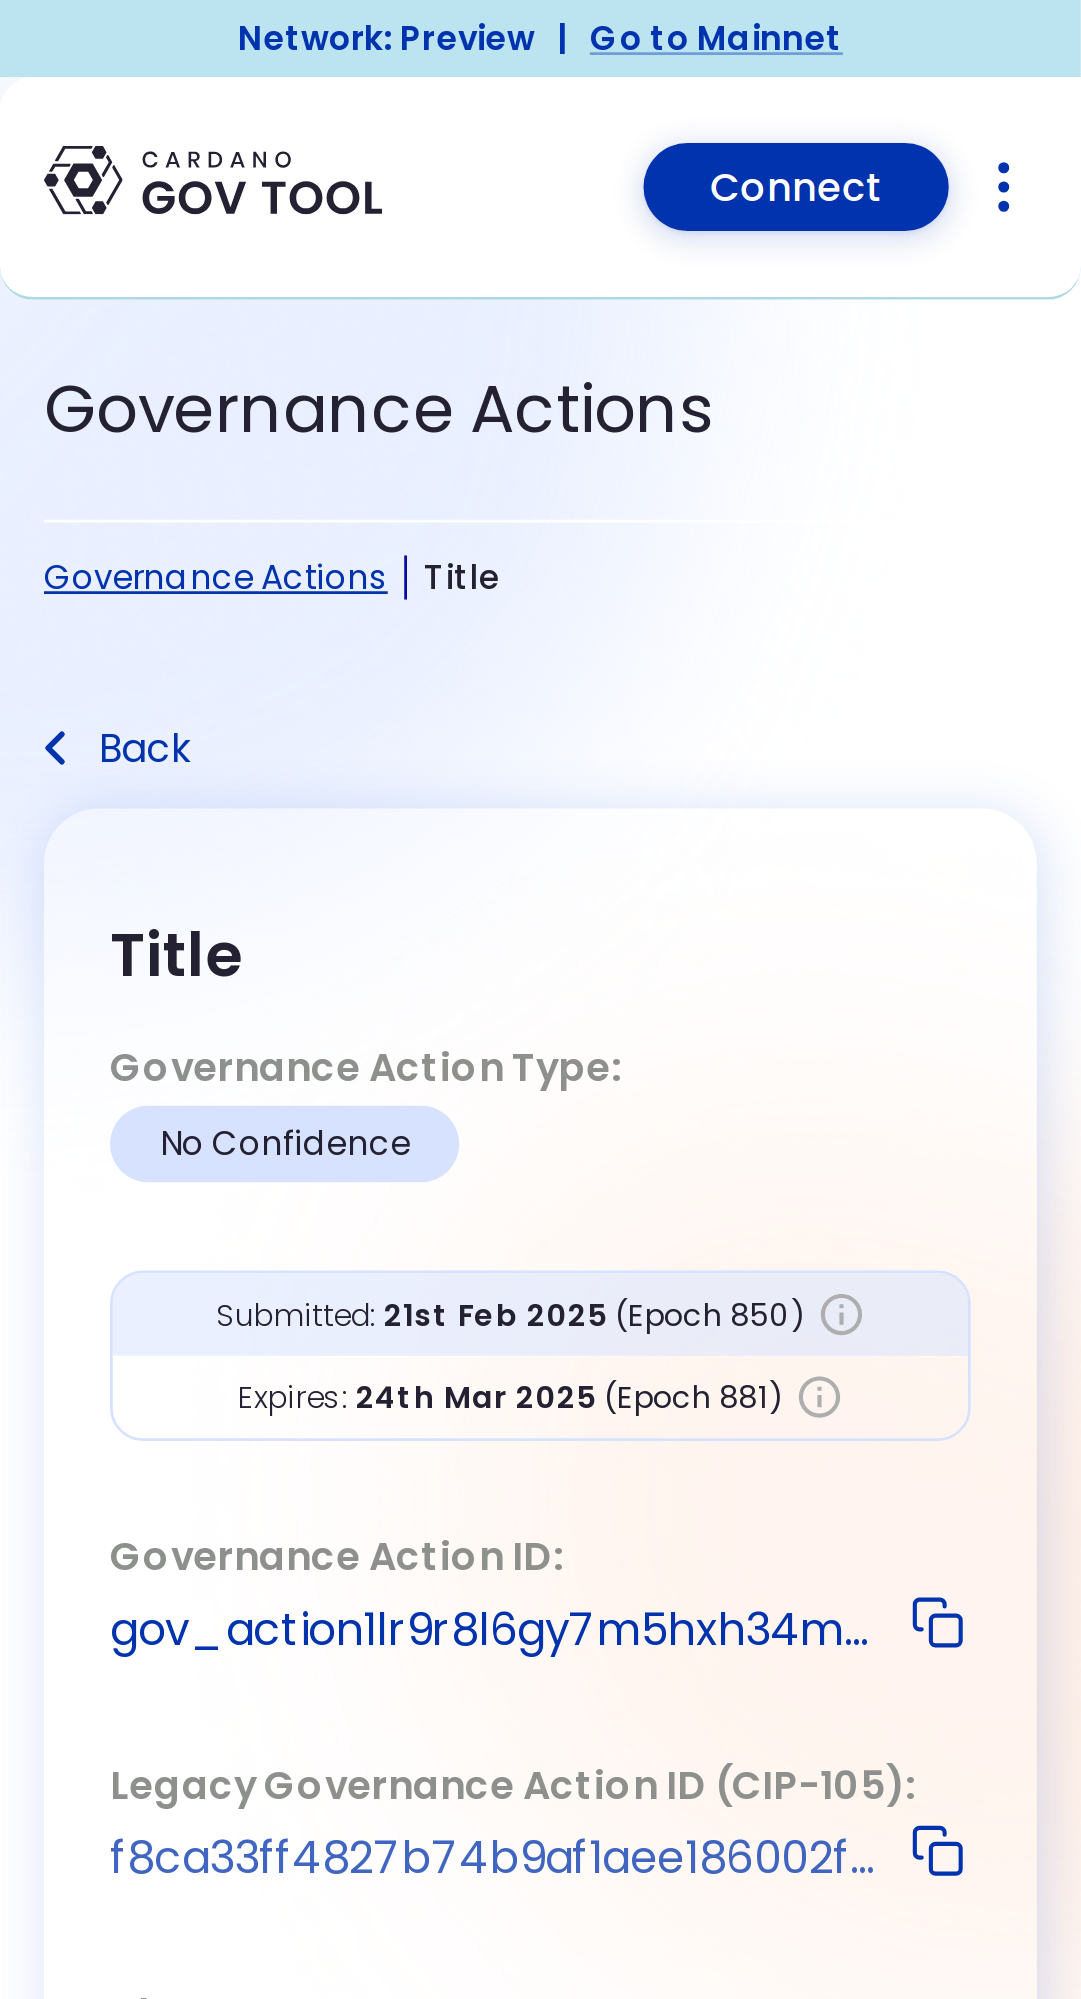 Network: Preview | Go to Mainnet
CARDANO
GOV TOOL
Connect
Governance Actions
Governance Actions | Title
Back
Title
Governance Action Type:
No Confidence
Submitted: 21st Feb 2025 (Epoch 850)
Expires: 24th Mar 2025 (Epoch 881)
Governance Action ID:
gov_action1lr9r8l6gy7m5hxh34m...
Legacy Governance Action ID (CIP-105):
f8ca33ff4827b74b9af1aee186002f...